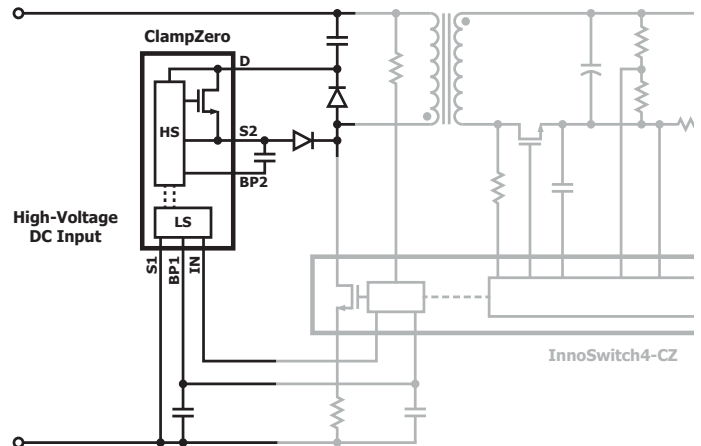 ClampZero
D
HS
S2
BP2
High-Voltage
DC Input
LS
S1
BP1
IN
InnoSwitch4-CZ